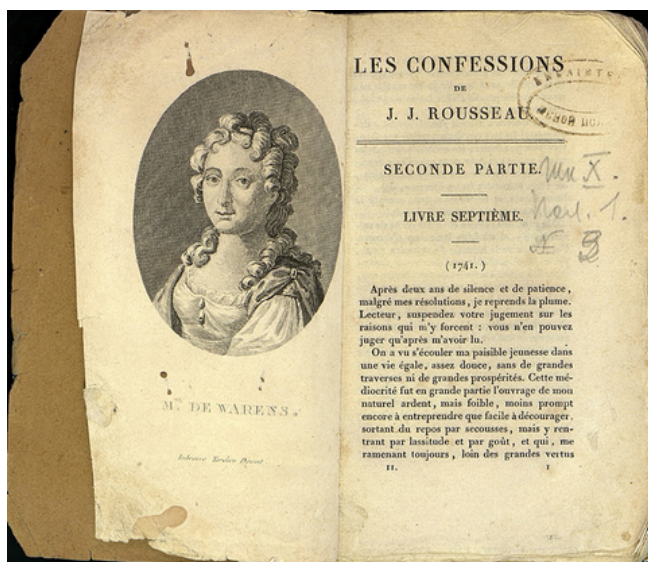 Mme. DE WARENS.
LES CONFESSIONS
DE
J. J. ROUSSEAU.
SECONDE PARTIE.
LIVRE SEPTIÈME.
(1741.)
Après deux ans de silence et de patience,
malgré mes résolutions, je reprends la plume.
Lecteur, suspendez votre jugement sur les
raisons qui m'y forcent : vous n'en pouvez
juger qu'après m'avoir lu.
On a vu s'écouler ma paisible jeunesse dans
une vie égale, assez douce, sans de grandes
traverses ni de grandes prospérités. Cette mé-
diocrité fut en grande partie l'ouvrage de mon
naturel ardent, mais foible, moins prompt
encore à entreprendre que facile à décourager,
sortant du repos par secousses, mais y ren-
trant par lassitude et par goût, et qui, me
ramenant toujours, loin des grandes vertus
II. 1